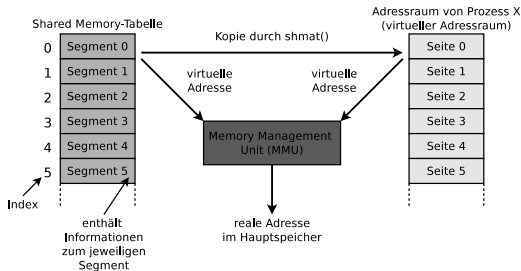 Shared Memory-Tabelle
Adressraum von Prozess X
(virtueller Adressraum)
0
Segment 0
Kopie durch shmat()
Seite 0
1
Segment 1
Seite 1
virtuelle
Adresse
virtuelle
Adresse
2
Segment 2
Seite 2
3
Segment 3
Memory Management
Unit (MMU)
Seite 3
4
Segment 4
Seite 4
5
Segment 5
Seite 5
Index
enthält
Informationen
zum jeweiligen
Segment
reale Adresse
im Hauptspeicher